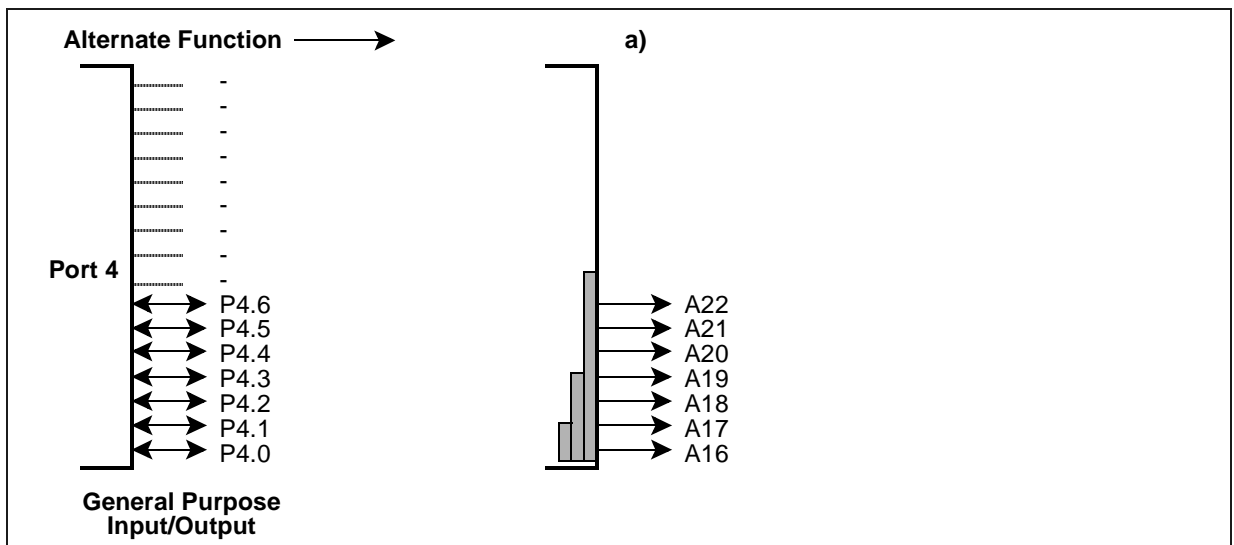 Alternate Function
a)
-
-
-
-
-
-
-
-
-
Port 4
P4.6
P4.5
P4.4
P4.3
P4.2
P4.1
P4.0
A22
A21
A20
A19
A18
A17
A16
General Purpose
Input/Output